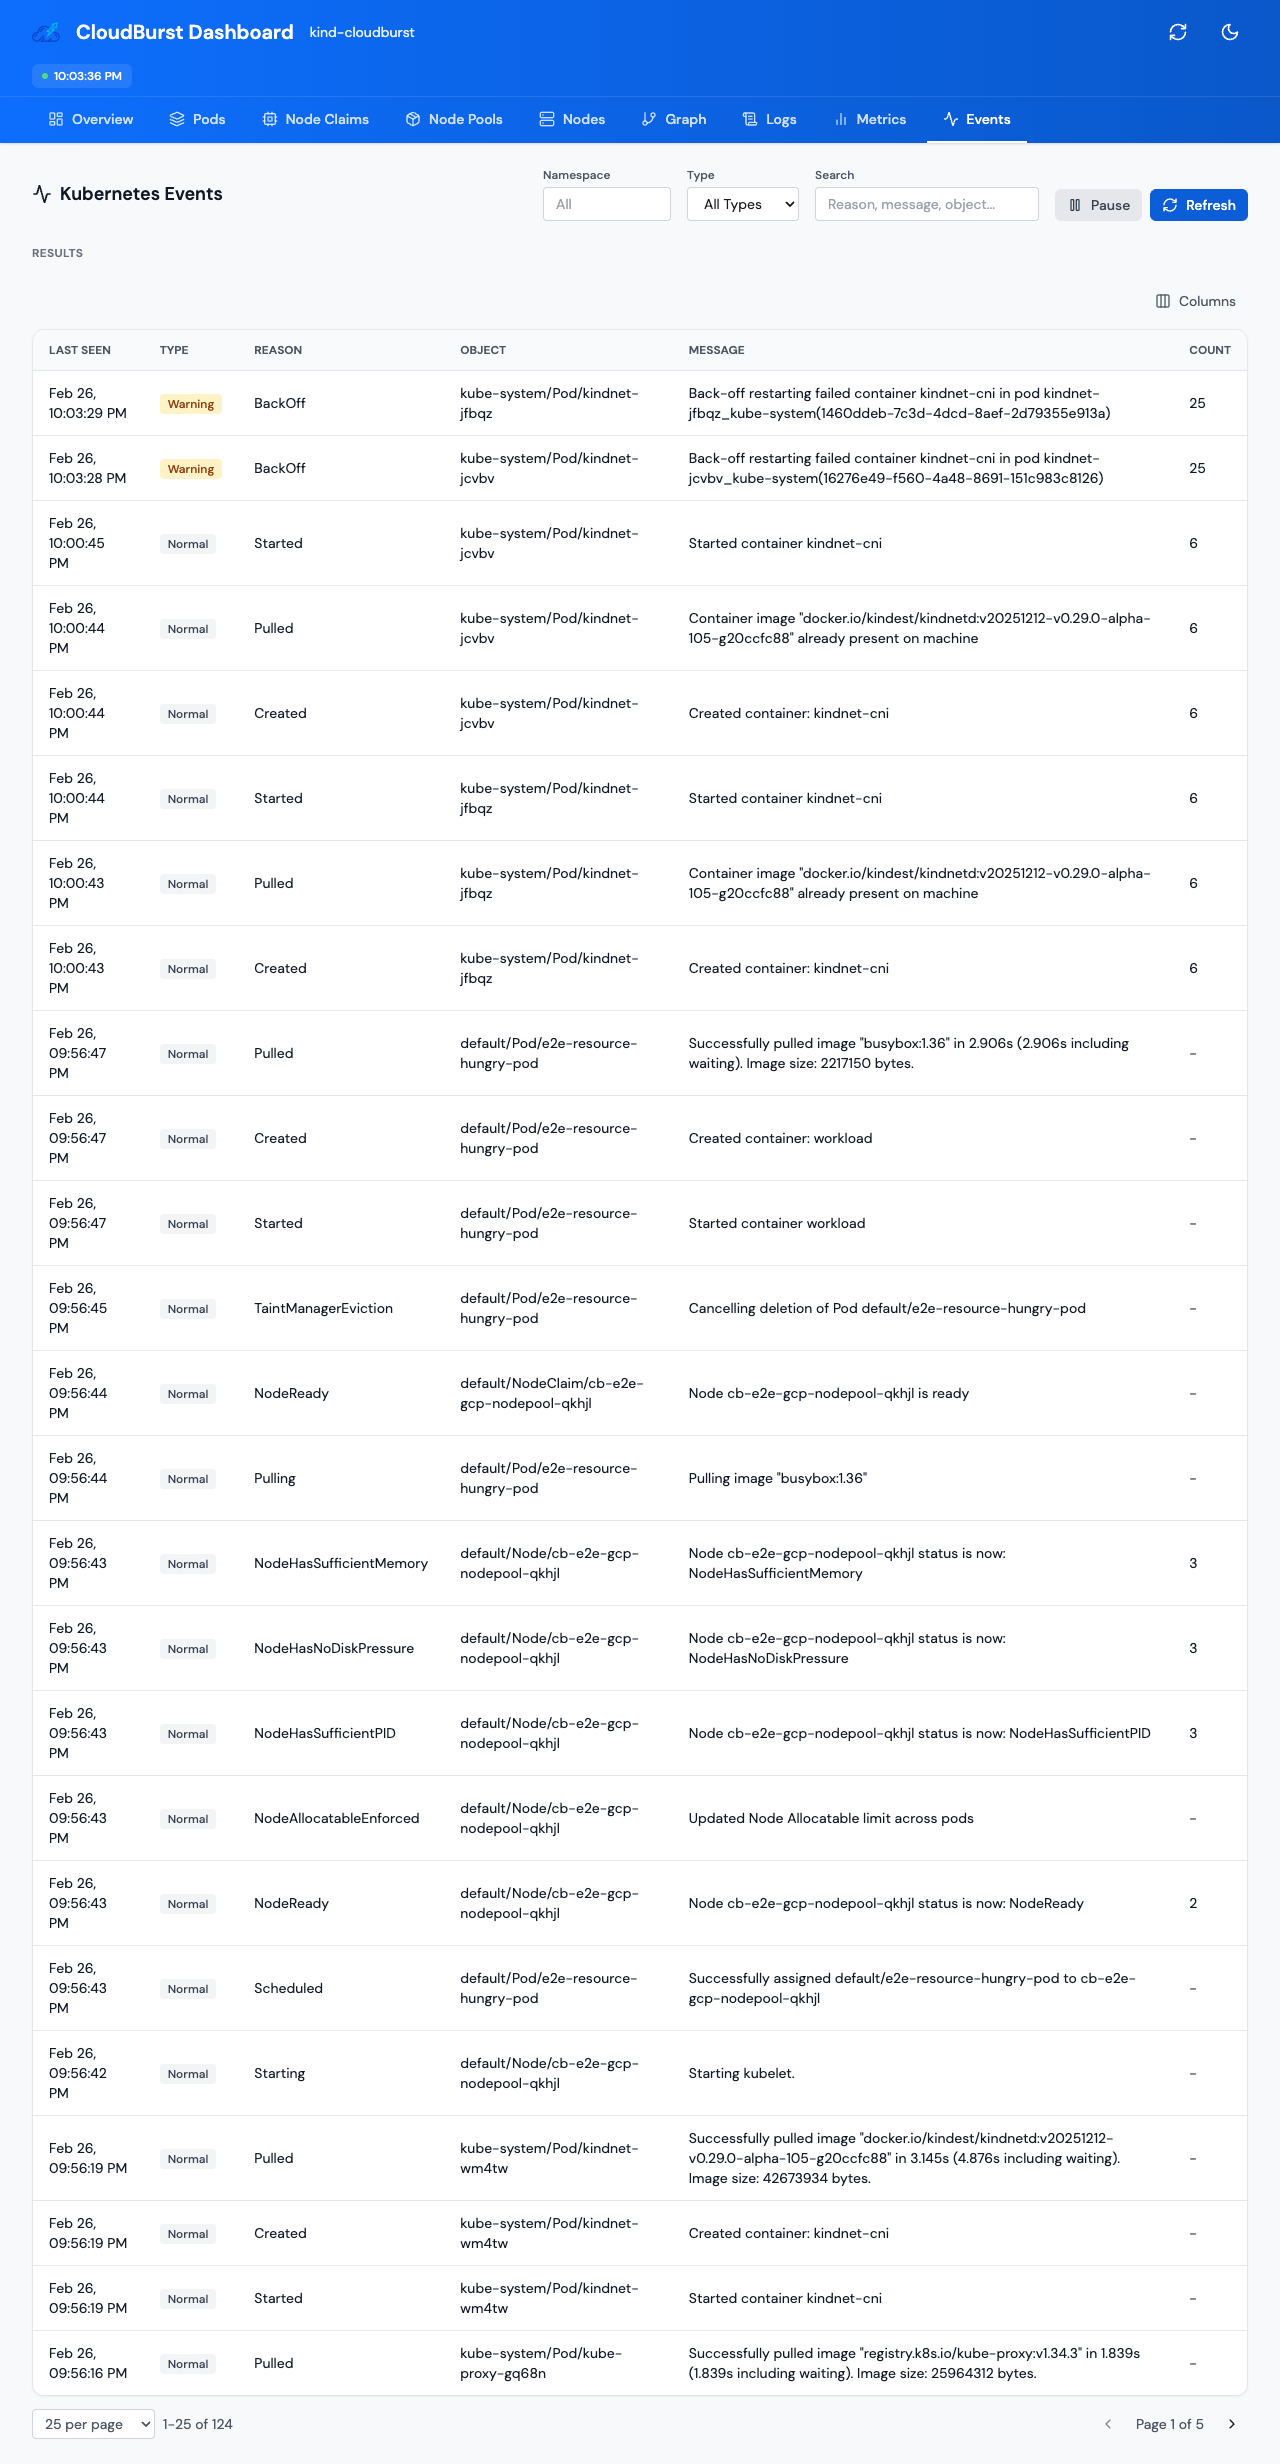 CloudBurst Dashboard kind-cloudburst
10:03:36 PM
Overview Pods Node Claims Node Pools Nodes Graph Logs Metrics Events
Kubernetes Events
Namespace Type Search
All All Types Reason, message, object... Pause Refresh
RESULTS
Columns
LAST SEEN TYPE REASON OBJECT MESSAGE COUNT
Feb 26, 10:03:29 PM Warning BackOff kube-system/Pod/kindnet-jfbqz Back-off restarting failed container kindnet-cni in pod kindnet-jfbqz_kube-system(1460ddeb-7c3d-4dcd-8aef-2d79355e913a) 25
Feb 26, 10:03:28 PM Warning BackOff kube-system/Pod/kindnet-jcvbv Back-off restarting failed container kindnet-cni in pod kindnet-jcvbv_kube-system(16276e49-f560-4a48-8691-151c983c8126) 25
Feb 26, 10:00:45 PM Normal Started kube-system/Pod/kindnet-jcvbv Started container kindnet-cni 6
Feb 26, 10:00:44 PM Normal Pulled kube-system/Pod/kindnet-jcvbv Container image "docker.io/kindest/kindnetd:v20251212-v0.29.0-alpha-105-g20ccfc88" already present on machine 6
Feb 26, 10:00:44 PM Normal Created kube-system/Pod/kindnet-jcvbv Created container: kindnet-cni 6
Feb 26, 10:00:44 PM Normal Started kube-system/Pod/kindnet-jfbqz Started container kindnet-cni 6
Feb 26, 10:00:43 PM Normal Pulled kube-system/Pod/kindnet-jfbqz Container image "docker.io/kindest/kindnetd:v20251212-v0.29.0-alpha-105-g20ccfc88" already present on machine 6
Feb 26, 10:00:43 PM Normal Created kube-system/Pod/kindnet-jfbqz Created container: kindnet-cni 6
Feb 26, 09:56:47 PM Normal Pulled default/Pod/e2e-resource-hungry-pod Successfully pulled image "busybox:1.36" in 2.906s (2.906s including waiting). Image size: 2217150 bytes. -
Feb 26, 09:56:47 PM Normal Created default/Pod/e2e-resource-hungry-pod Created container: workload -
Feb 26, 09:56:47 PM Normal Started default/Pod/e2e-resource-hungry-pod Started container workload -
Feb 26, 09:56:45 PM Normal TaintManagerEviction default/Pod/e2e-resource-hungry-pod Cancelling deletion of Pod default/e2e-resource-hungry-pod -
Feb 26, 09:56:44 PM Normal NodeReady default/NodeClaim/cb-e2e-gcp-nodepool-qkhjl Node cb-e2e-gcp-nodepool-qkhjl is ready -
Feb 26, 09:56:44 PM Normal Pulling default/Pod/e2e-resource-hungry-pod Pulling image "busybox:1.36" -
Feb 26, 09:56:43 PM Normal NodeHasSufficientMemory default/Node/cb-e2e-gcp-nodepool-qkhjl Node cb-e2e-gcp-nodepool-qkhjl status is now: NodeHasSufficientMemory 3
Feb 26, 09:56:43 PM Normal NodeHasNoDiskPressure default/Node/cb-e2e-gcp-nodepool-qkhjl Node cb-e2e-gcp-nodepool-qkhjl status is now: NodeHasNoDiskPressure 3
Feb 26, 09:56:43 PM Normal NodeHasSufficientPID default/Node/cb-e2e-gcp-nodepool-qkhjl Node cb-e2e-gcp-nodepool-qkhjl status is now: NodeHasSufficientPID 3
Feb 26, 09:56:43 PM Normal NodeAllocatableEnforced default/Node/cb-e2e-gcp-nodepool-qkhjl Updated Node Allocatable limit across pods -
Feb 26, 09:56:43 PM Normal NodeReady default/Node/cb-e2e-gcp-nodepool-qkhjl Node cb-e2e-gcp-nodepool-qkhjl status is now: NodeReady 2
Feb 26, 09:56:43 PM Normal Scheduled default/Pod/e2e-resource-hungry-pod Successfully assigned default/e2e-resource-hungry-pod to cb-e2e-gcp-nodepool-qkhjl -
Feb 26, 09:56:42 PM Normal Starting default/Node/cb-e2e-gcp-nodepool-qkhjl Starting kubelet. -
Feb 26, 09:56:19 PM Normal Pulled kube-system/Pod/kindnet-wm4tw Successfully pulled image "docker.io/kindest/kindnetd:v20251212-v0.29.0-alpha-105-g20ccfc88" in 3.145s (4.876s including waiting). Image size: 42673934 bytes. -
Feb 26, 09:56:19 PM Normal Created kube-system/Pod/kindnet-wm4tw Created container: kindnet-cni -
Feb 26, 09:56:19 PM Normal Started kube-system/Pod/kindnet-wm4tw Started container kindnet-cni -
Feb 26, 09:56:16 PM Normal Pulled kube-system/Pod/kube-proxy-gq68n Successfully pulled image "registry.k8s.io/kube-proxy:v1.34.3" in 1.839s (1.839s including waiting). Image size: 25964312 bytes. -
25 per page 1-25 of 124 Page 1 of 5